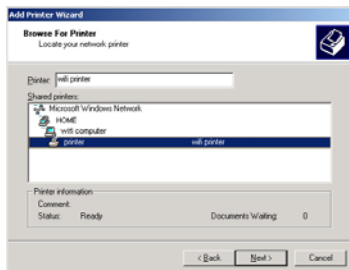 Add Printer Wizard
Browse For Printer
Locate your network printer
Printer: wifi printer
Shared printers:
Microsoft Windows Network
HOME
wifi computer
printer wifi printer
Printer information
Comment:
Status: Ready Documents Waiting: 0
< Back Next > Cancel